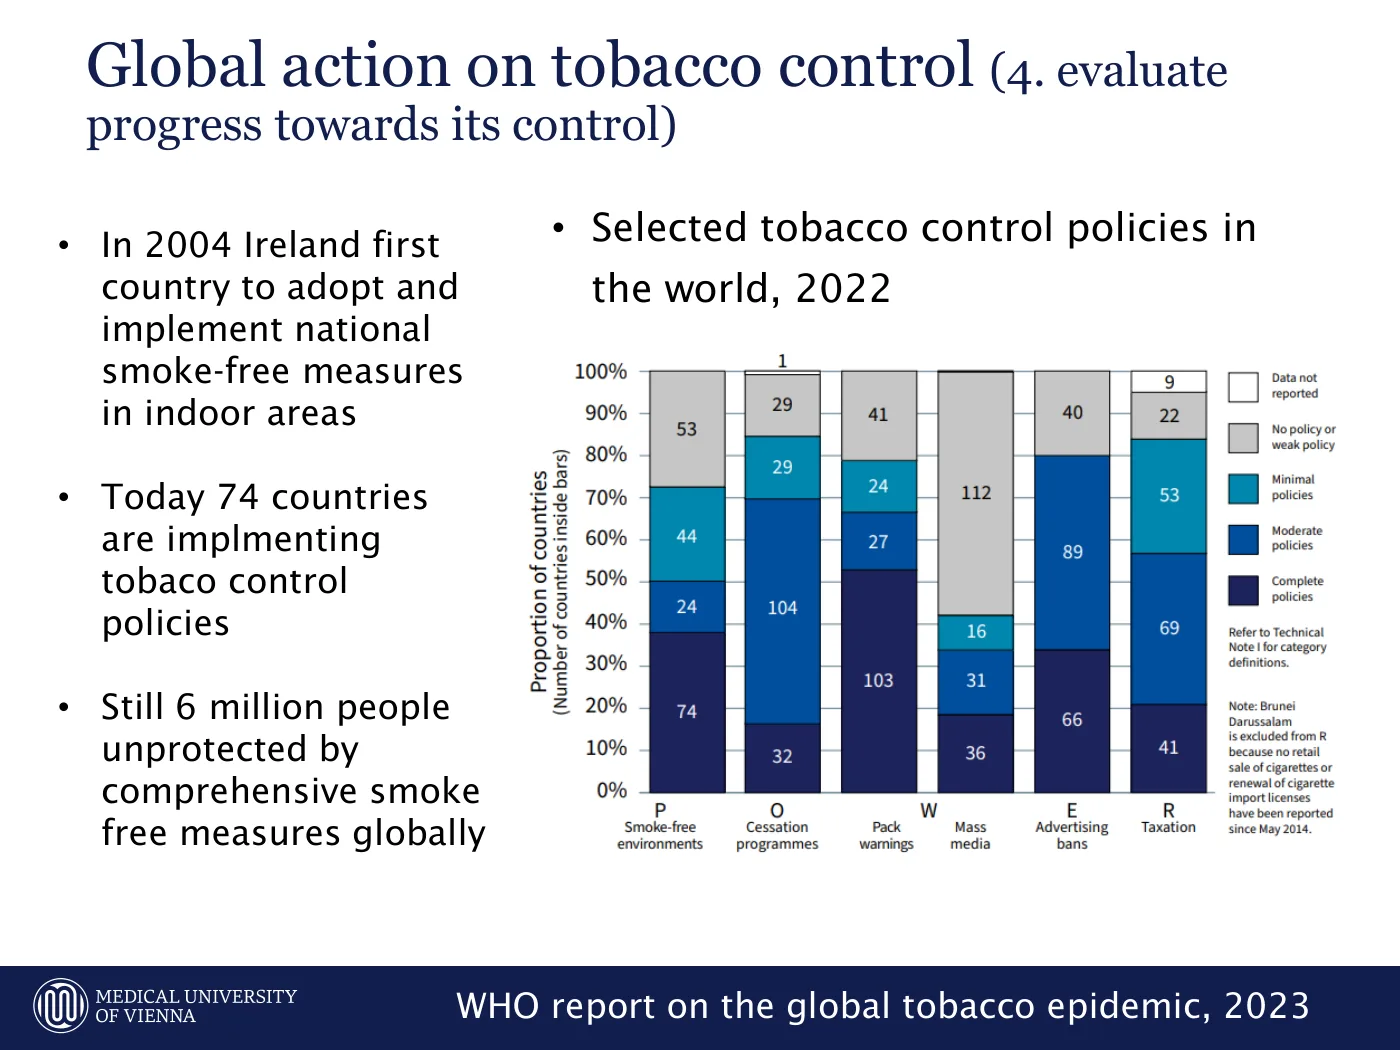 Global action on tobacco control (4. evaluate
progress towards its control)
• In 2004 Ireland first
country to adopt and
implement national
smoke-free measures
in indoor areas
• Today 74 countries
are implmenting
tobaco control
policies
• Still 6 million people
unprotected by
comprehensive smoke
free measures globally
• Selected tobacco control policies in
the world, 2022
Proportion of countries
(Number of countries inside bars)
100%
90%
80%
70%
60%
50%
40%
30%
20%
10%
0%
53
44
24
74
1
29
29
104
32
41
24
27
103
112
16
31
36
40
89
66
9
22
53
69
41
P
Smoke-free
environments
O
Cessation
programmes
W
Pack
warnings
Mass
media
E
Advertising
bans
R
Taxation
Data not
reported
No policy or
weak policy
Minimal
policies
Moderate
policies
Complete
policies
Refer to Technical
Note I for category
definitions.
Note: Brunei
Darussalam
is excluded from R
because no retail
sale of cigarettes or
renewal of cigarette
import licenses
have been reported
since May 2014.
MEDICAL UNIVERSITY
OF VIENNA
WHO report on the global tobacco epidemic, 2023